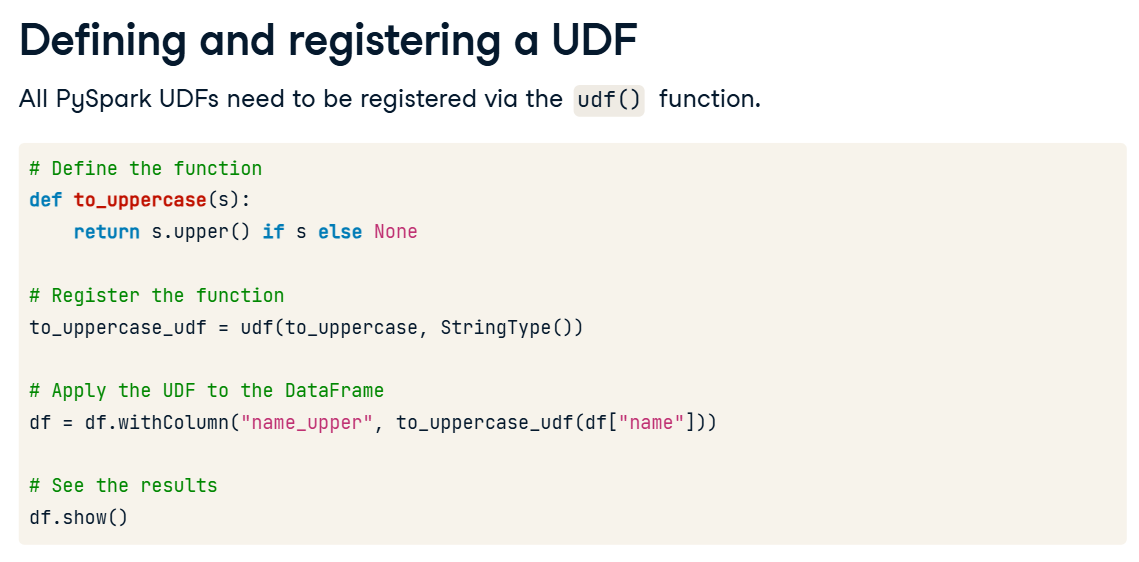 Defining and registering a UDF
All PySpark UDFs need to be registered via the udf() function.
# Define the function
def to_uppercase(s):
    return s.upper() if s else None
# Register the function
to_uppercase_udf = udf(to_uppercase, StringType())
# Apply the UDF to the DataFrame
df = df.withColumn("name_upper", to_uppercase_udf(df["name"]))
# See the results
df.show()